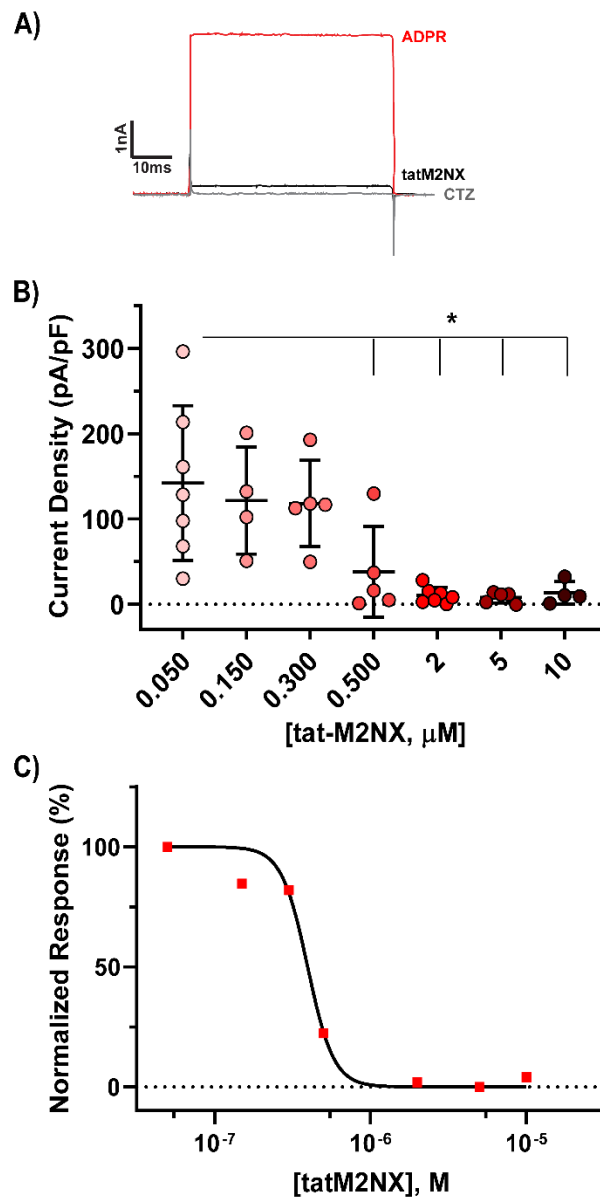 A)
ADPR
1nA
10ms
tatM2NX
CTZ
B)
*
Current Density (pA/pF)
300
200
100
0
0.050
0.150
0.300
0.500
2
5
10
[tat-M2NX, μM]
C)
Normalized Response (%)
100
50
0
10⁻⁷
10⁻⁶
10⁻⁵
[tatM2NX], M